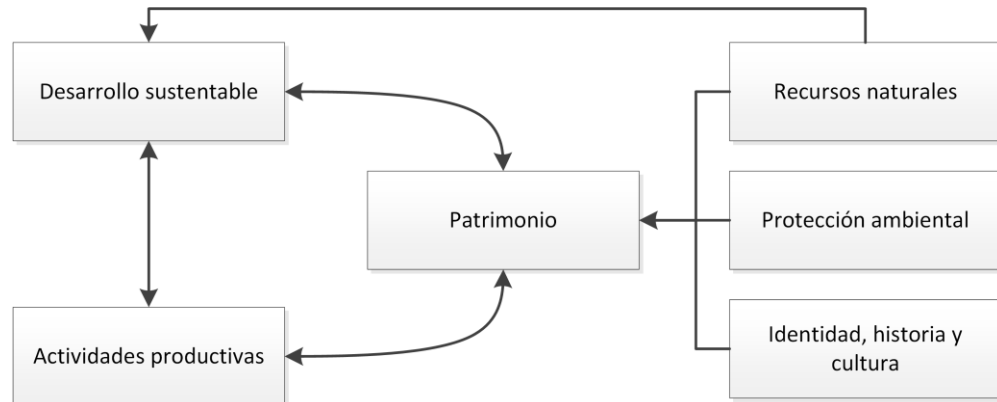 Desarrollo sustentable
Recursos naturales
Patrimonio
Protección ambiental
Actividades productivas
Identidad, historia y
cultura